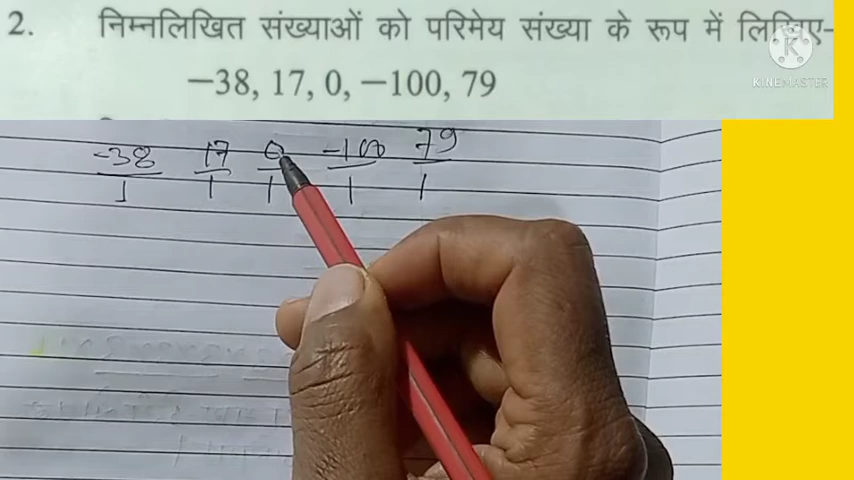 2. निम्नलिखित संख्याओं को परिमेय संख्या के रूप में लिखिए-
KINEMASTER
−38, 17, 0, −100, 79
-38/1 17/1 0/1 -100/1 79/1